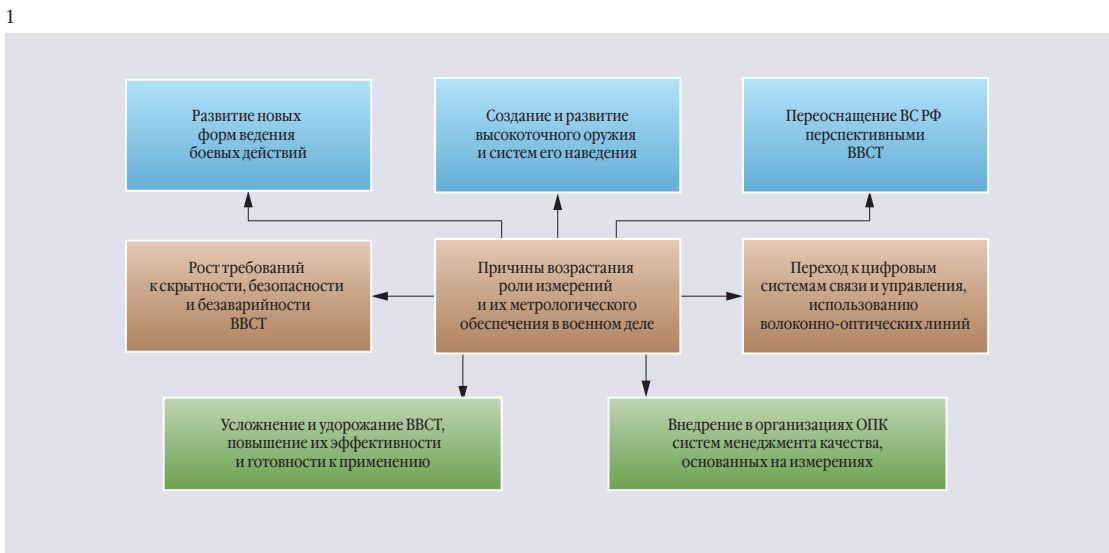 1
Развитие новых
форм ведения
боевых действий
Создание и развитие
высокоточного оружия
и систем его наведения
Переоснащение ВС РФ
перспективными
ВВСТ
Рост требований
к скрытности, безопасности
и безаварийности
ВВСТ
Причины возрастания
роли измерений
и их метрологического
обеспечения в военном деле
Переход к цифровым
системам связи и управления,
использованию
волоконно-оптических линий
Усложнение и удорожание ВВСТ,
повышение их эффективности
и готовности к применению
Внедрение в организациях ОПК
систем менеджмента качества,
основанных на измерениях